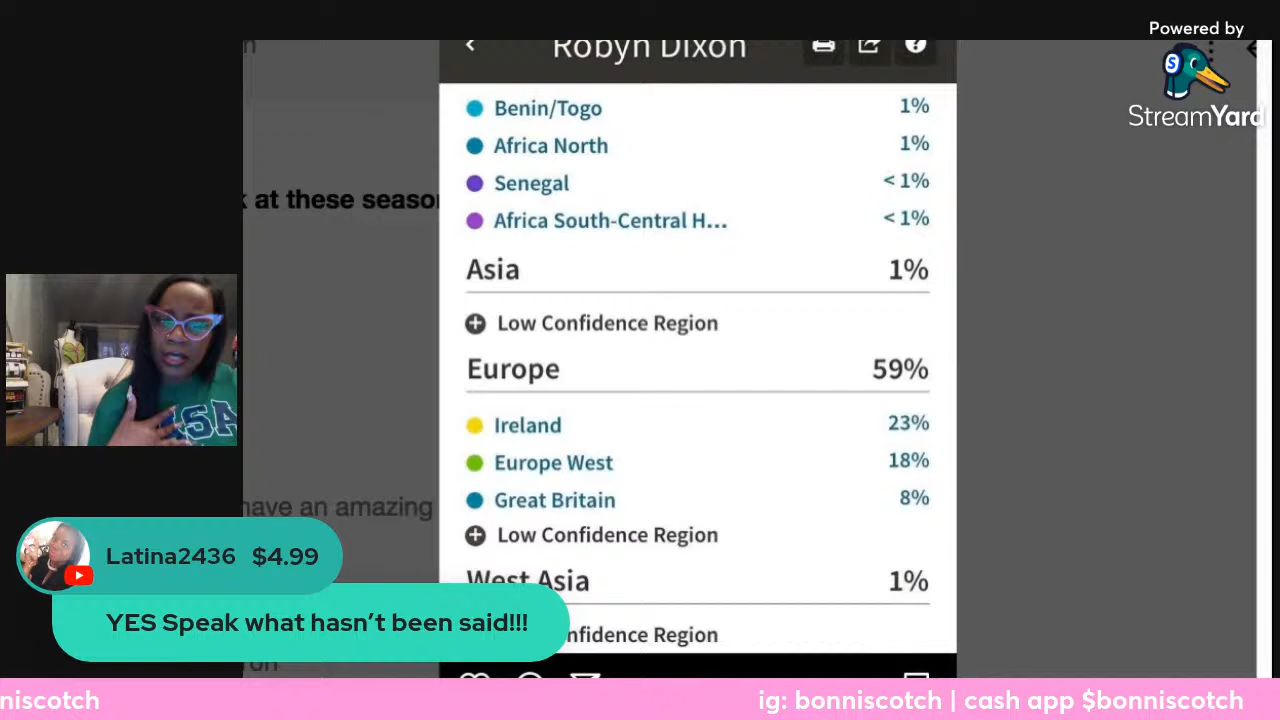 Powered by
StreamYard
Robyn Dixon
Benin/Togo 1%
Africa North 1%
Senegal < 1%
k at these season
Africa South-Central H... < 1%
Asia 1%
Low Confidence Region
Europe 59%
Ireland 23%
Europe West 18%
Great Britain 8%
have an amazing
Low Confidence Region
West Asia 1%
nfidence Region
Latina2436 $4.99
YES Speak what hasn't been said!!!
niscotch
ig: bonniscotch | cash app $bonniscotch